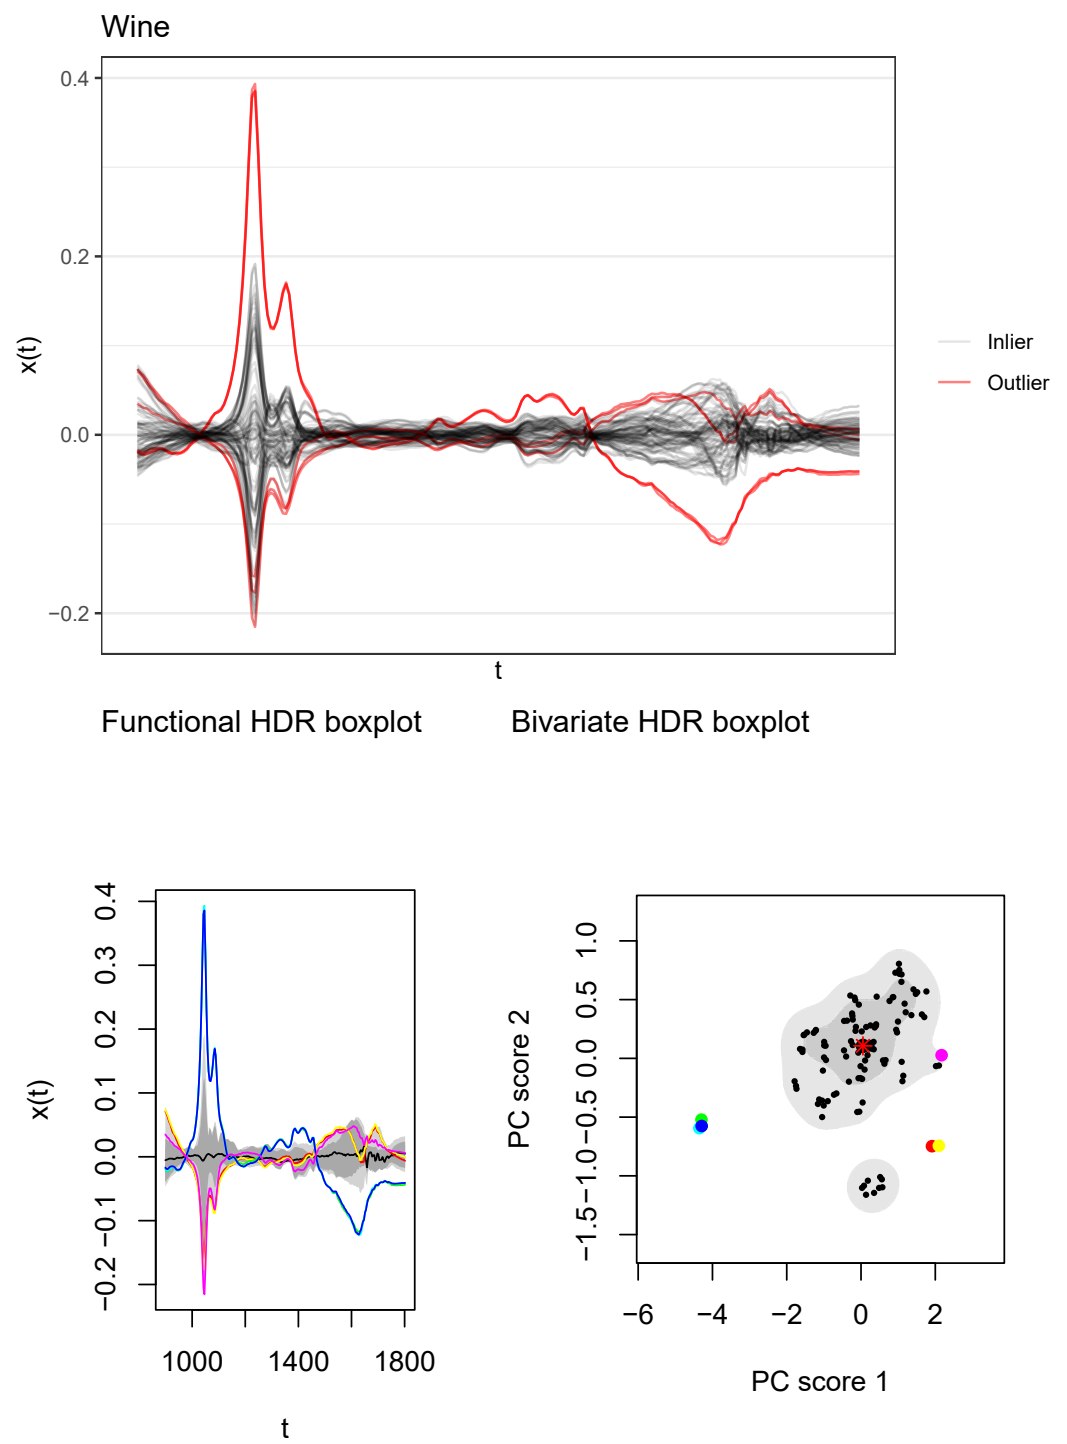 Wine
0.4
0.2
0.0
−0.2
x(t)
t
Inlier
Outlier
Functional HDR boxplot
Bivariate HDR boxplot
0.4
0.3
0.2
0.1
0.0
−0.1
−0.2
x(t)
1000 1400 1800
t
1.0
0.5
0.0
−0.5
−1.0
−1.5
PC score 2
−6 −4 −2 0 2
PC score 1